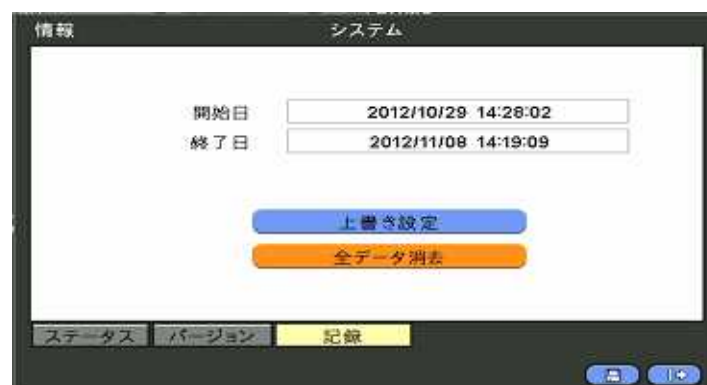 情報 システム
開始日 2012/10/29 14:28:02
終了日 2012/11/08 14:19:09
上書き設定
全データ消去
ステータス バージョン 記録